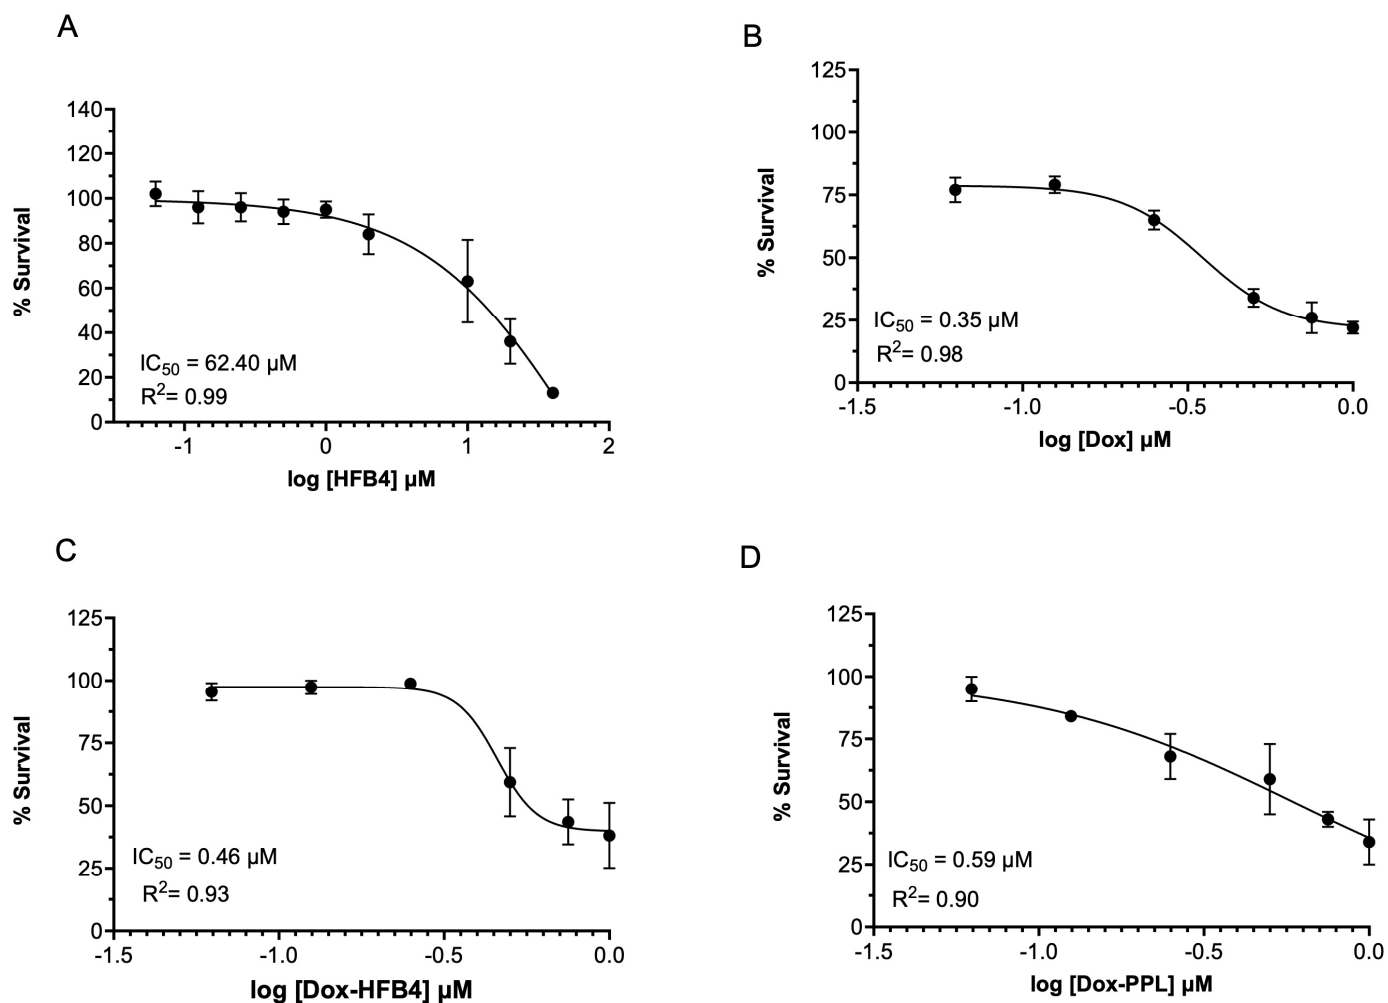 A
% Survival
140
120
100
80
60
40
20
0
IC50 = 62.40 µM
R2= 0.99
-1
0
1
2
log [HFB4] µM
B
% Survival
125
100
75
50
25
0
IC50 = 0.35 µM
R2= 0.98
-1.5
-1.0
-0.5
0.0
log [Dox] µM
C
% Survival
125
100
75
50
25
0
IC50 = 0.46 µM
R2= 0.93
-1.5
-1.0
-0.5
0.0
log [Dox-HFB4] µM
D
% Survival
125
100
75
50
25
0
IC50 = 0.59 µM
R2= 0.90
-1.5
-1.0
-0.5
0.0
log [Dox-PPL] µM